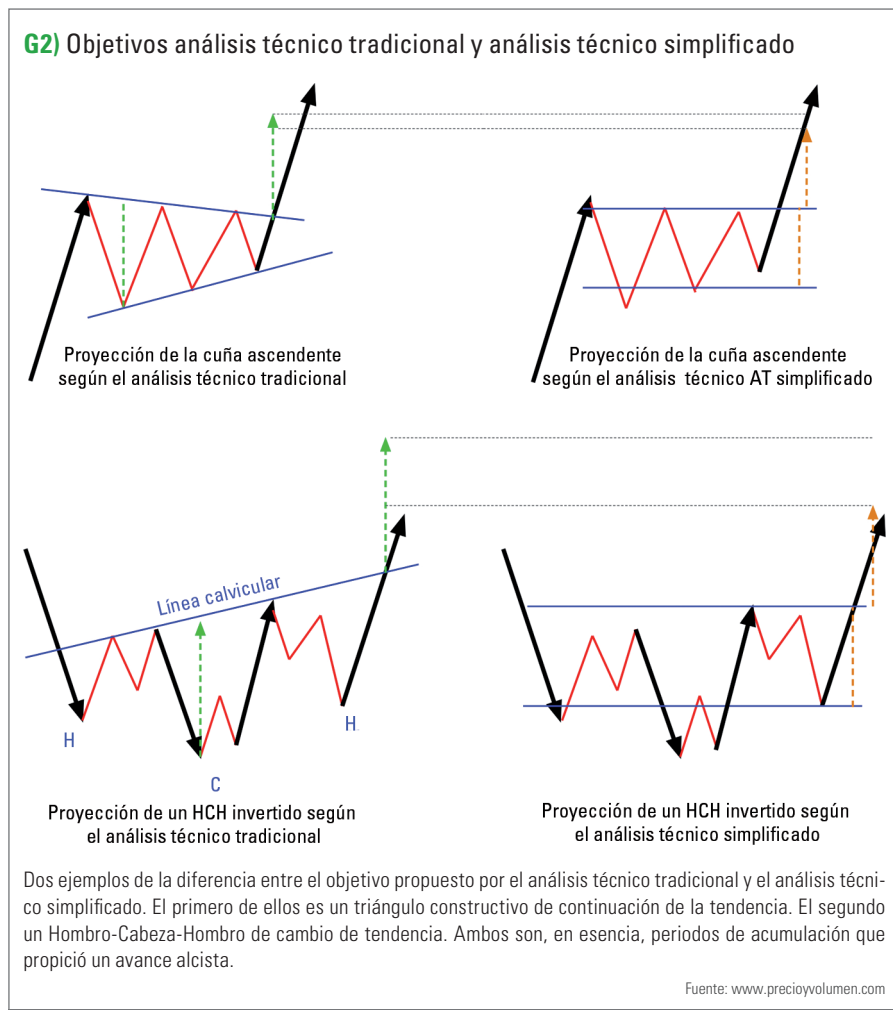 G2) Objetivos análisis técnico tradicional y análisis técnico simplificado
Proyección de la cuña ascendente
según el análisis técnico tradicional
Proyección de la cuña ascendente
según el análisis técnico AT simplificado
Línea calvicular
H
C
H
Proyección de un HCH invertido según
el análisis técnico tradicional
Proyección de un HCH invertido según
el análisis técnico simplificado
Dos ejemplos de la diferencia entre el objetivo propuesto por el análisis técnico tradicional y el análisis técni-
co simplificado. El primero de ellos es un triángulo constructivo de continuación de la tendencia. El segundo
un Hombro-Cabeza-Hombro de cambio de tendencia. Ambos son, en esencia, periodos de acumulación que
propició un avance alcista.
Fuente: www.precioyvolumen.com